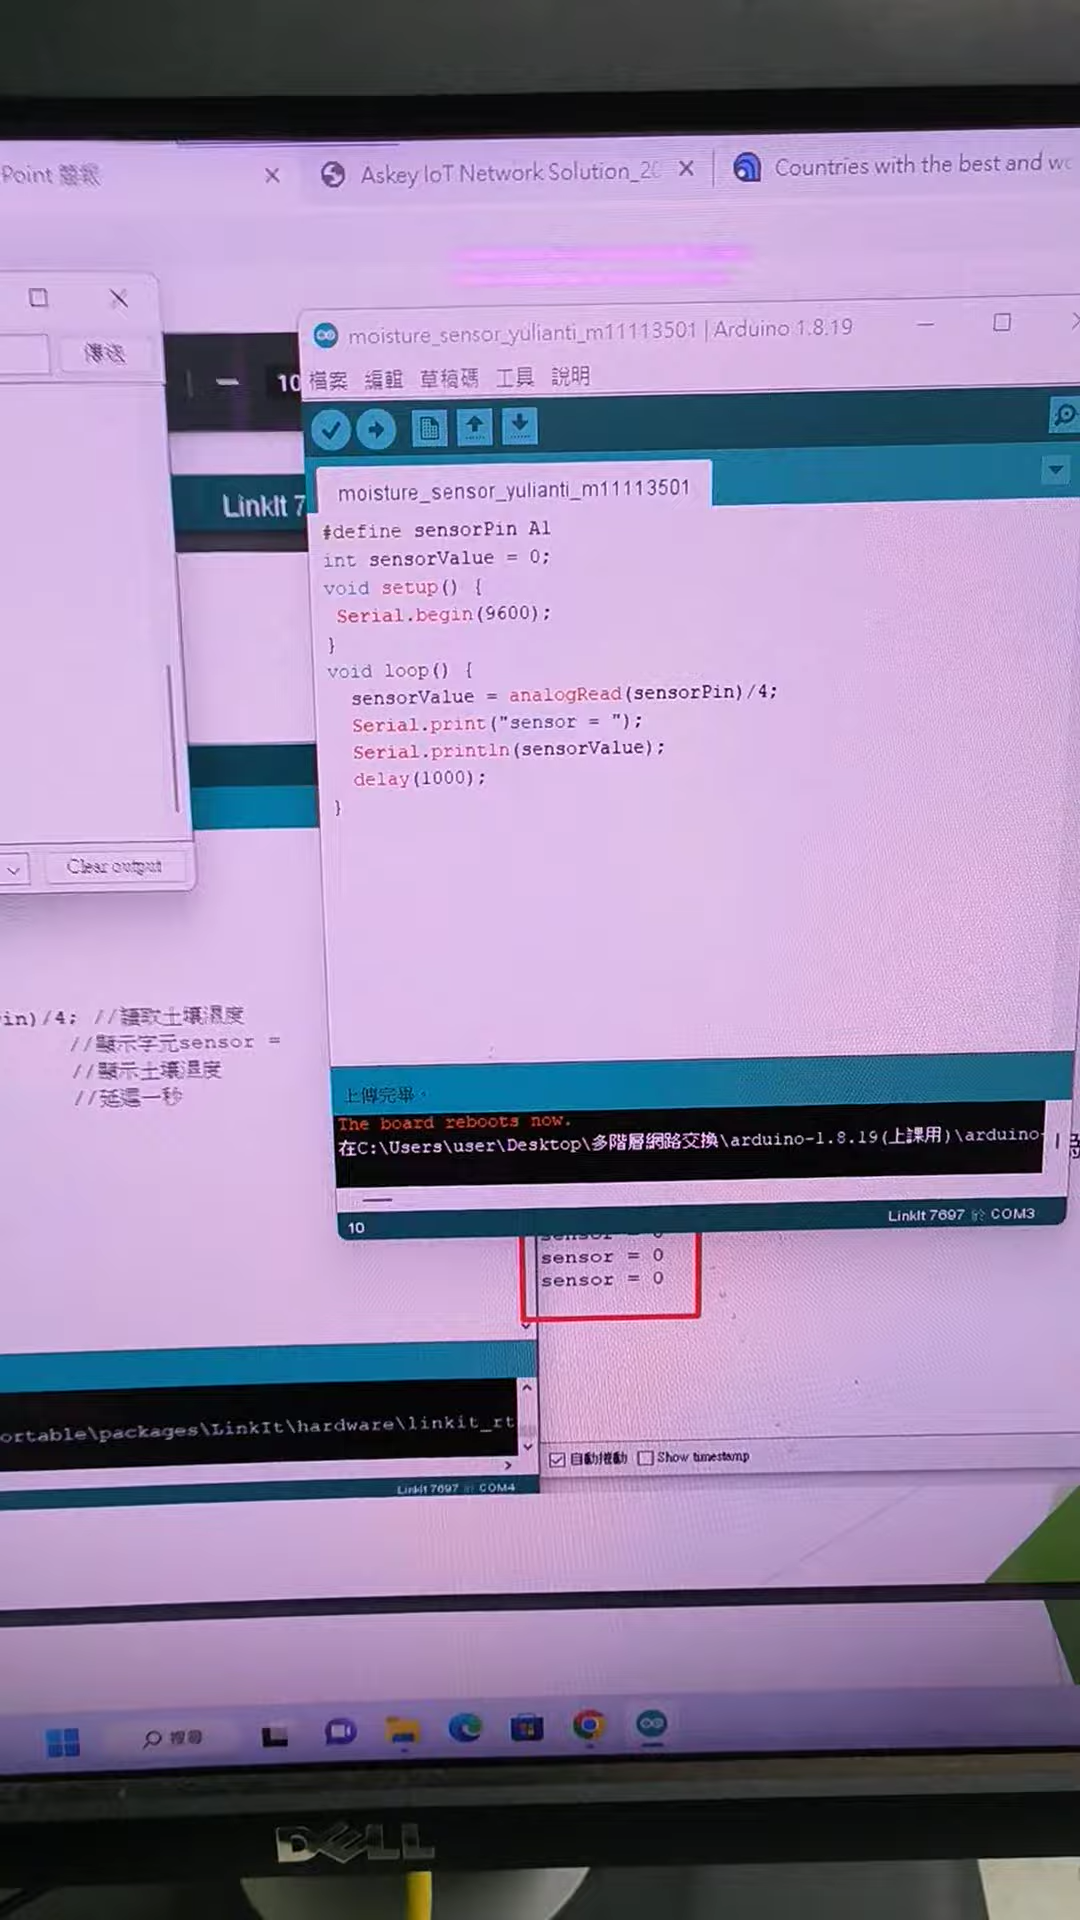 Point
Askey IoT Network Solution_20
Countries with the best and wo
傳送
10
moisture_sensor_yulianti_m11113501 | Arduino 1.8.19
檔案 編輯 草稿碼 工具 說明
LinkIt 7
moisture_sensor_yulianti_m11113501
#define sensorPin A1
int sensorValue = 0;
void setup() {
Serial.begin(9600);
}
void loop() {
sensorValue = analogRead(sensorPin)/4;
Serial.print("sensor = ");
Serial.println(sensorValue);
delay(1000);
}
Clear output
in)/4; //讀取土壤濕度
//顯示字元sensor =
//顯示土壤濕度
//延遲一秒
上傳完畢。
The board reboots now.
在C:\Users\user\Desktop\多階層網路交換\arduino-1.8.19(上課用)\arduino-
10
LinkIt 7697 於 COM3
sensor = 0
sensor = 0
sensor = 0
ortable\packages\LinkIt\hardware\linkit_rt
自動捲動 Show timestamp
LinkIt 7697 於 COM4
搜尋
DELL